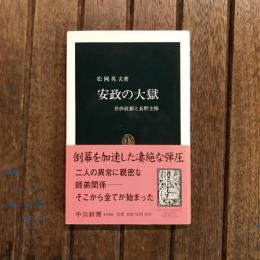 松岡英夫著
安政の大獄
井伊直弼と長野主膳
倒幕を加速した凄絶な弾圧
二人の異常に親密な
師弟関係——
そこから全てが始まった
中公新書